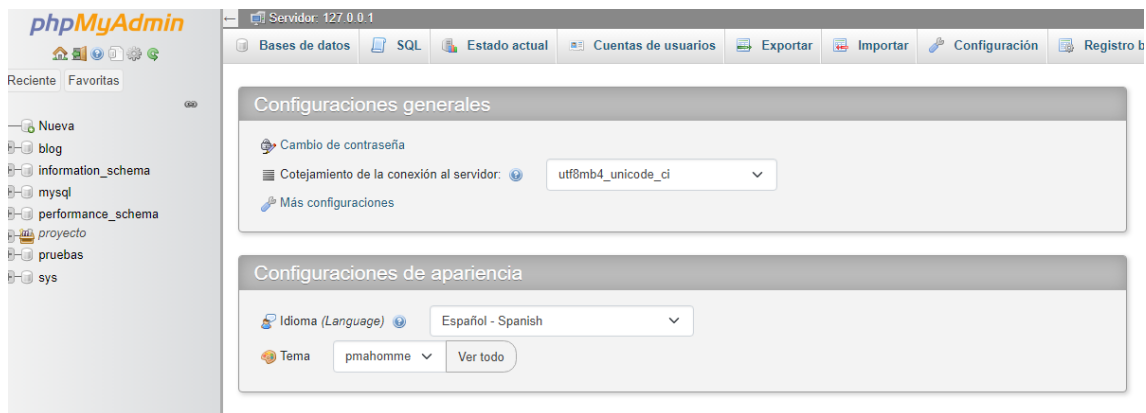 phpMyAdmin
Reciente Favoritas
Nueva
blog
information_schema
mysql
performance_schema
proyecto
pruebas
sys
Servidor: 127.0.0.1
Bases de datos SQL Estado actual Cuentas de usuarios Exportar Importar Configuración Registro b
Configuraciones generales
Cambio de contraseña
Cotejamiento de la conexión al servidor: utf8mb4_unicode_ci
Más configuraciones
Configuraciones de apariencia
Idioma (Language) Español - Spanish
Tema pmahomme Ver todo